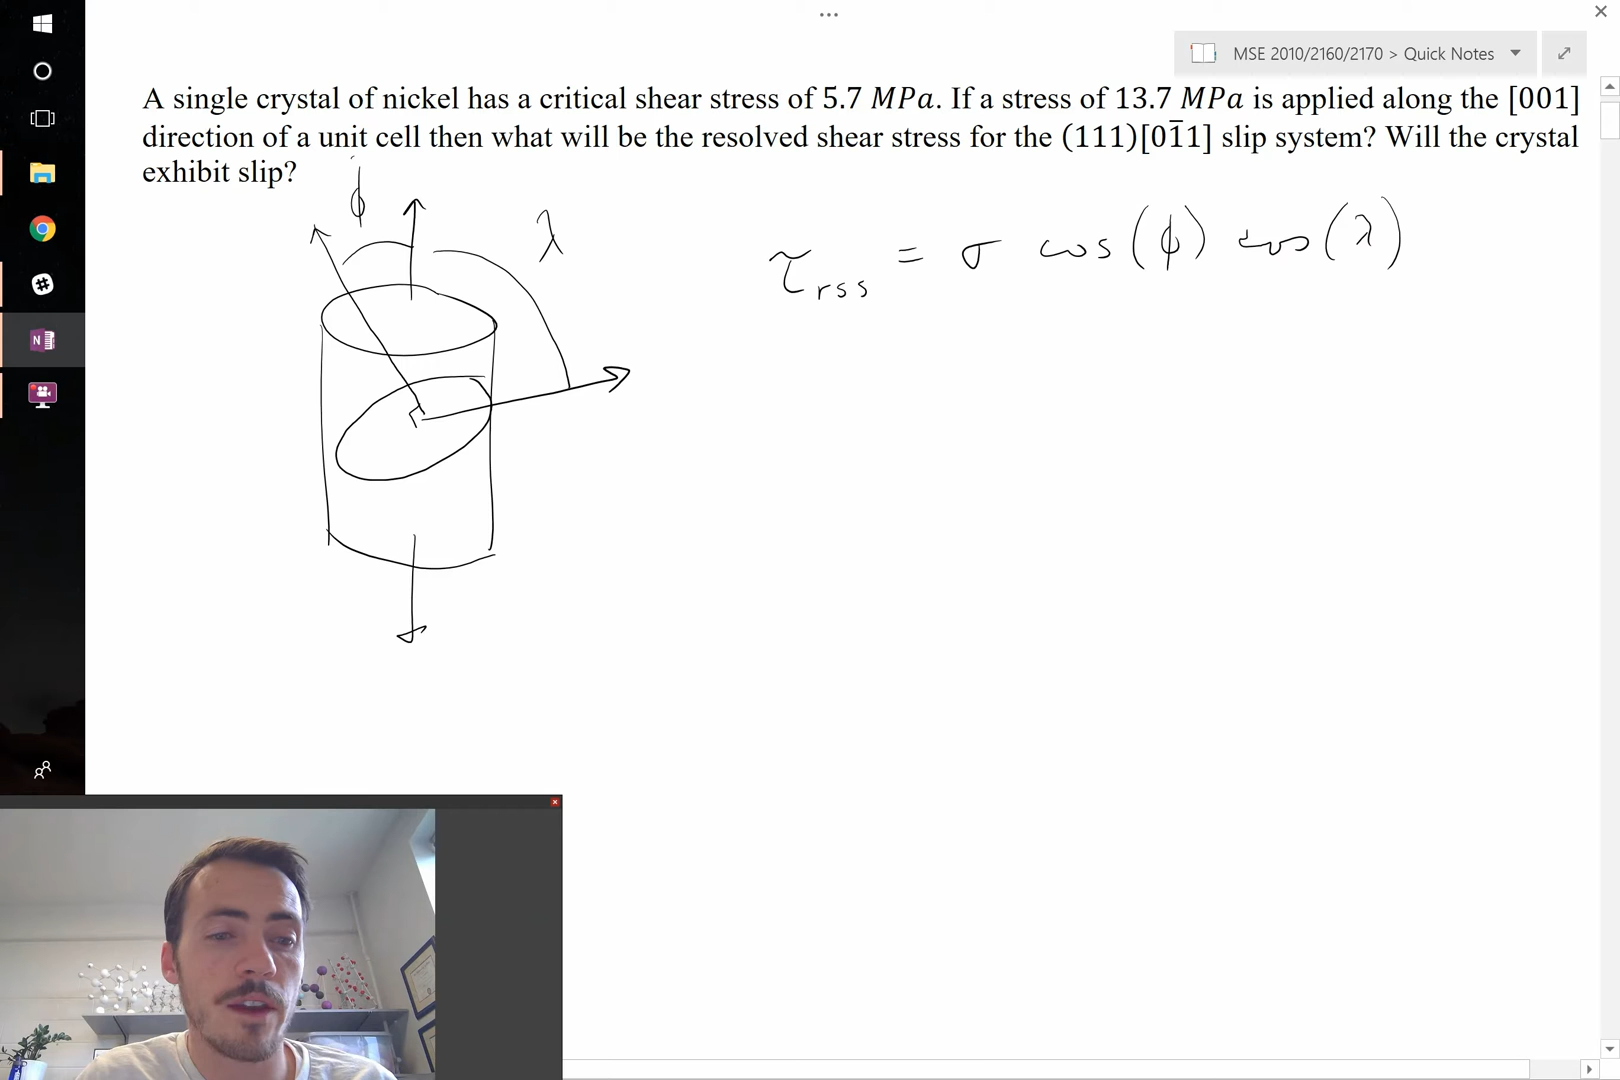 MSE 2010/2160/2170 > Quick Notes
A single crystal of nickel has a critical shear stress of 5.7 MPa. If a stress of 13.7 MPa is applied along the [001]
direction of a unit cell then what will be the resolved shear stress for the (111)[01̅1] slip system? Will the crystal
exhibit slip?
ϕ
λ
τrss = σ cos(ϕ) cos(λ)
N